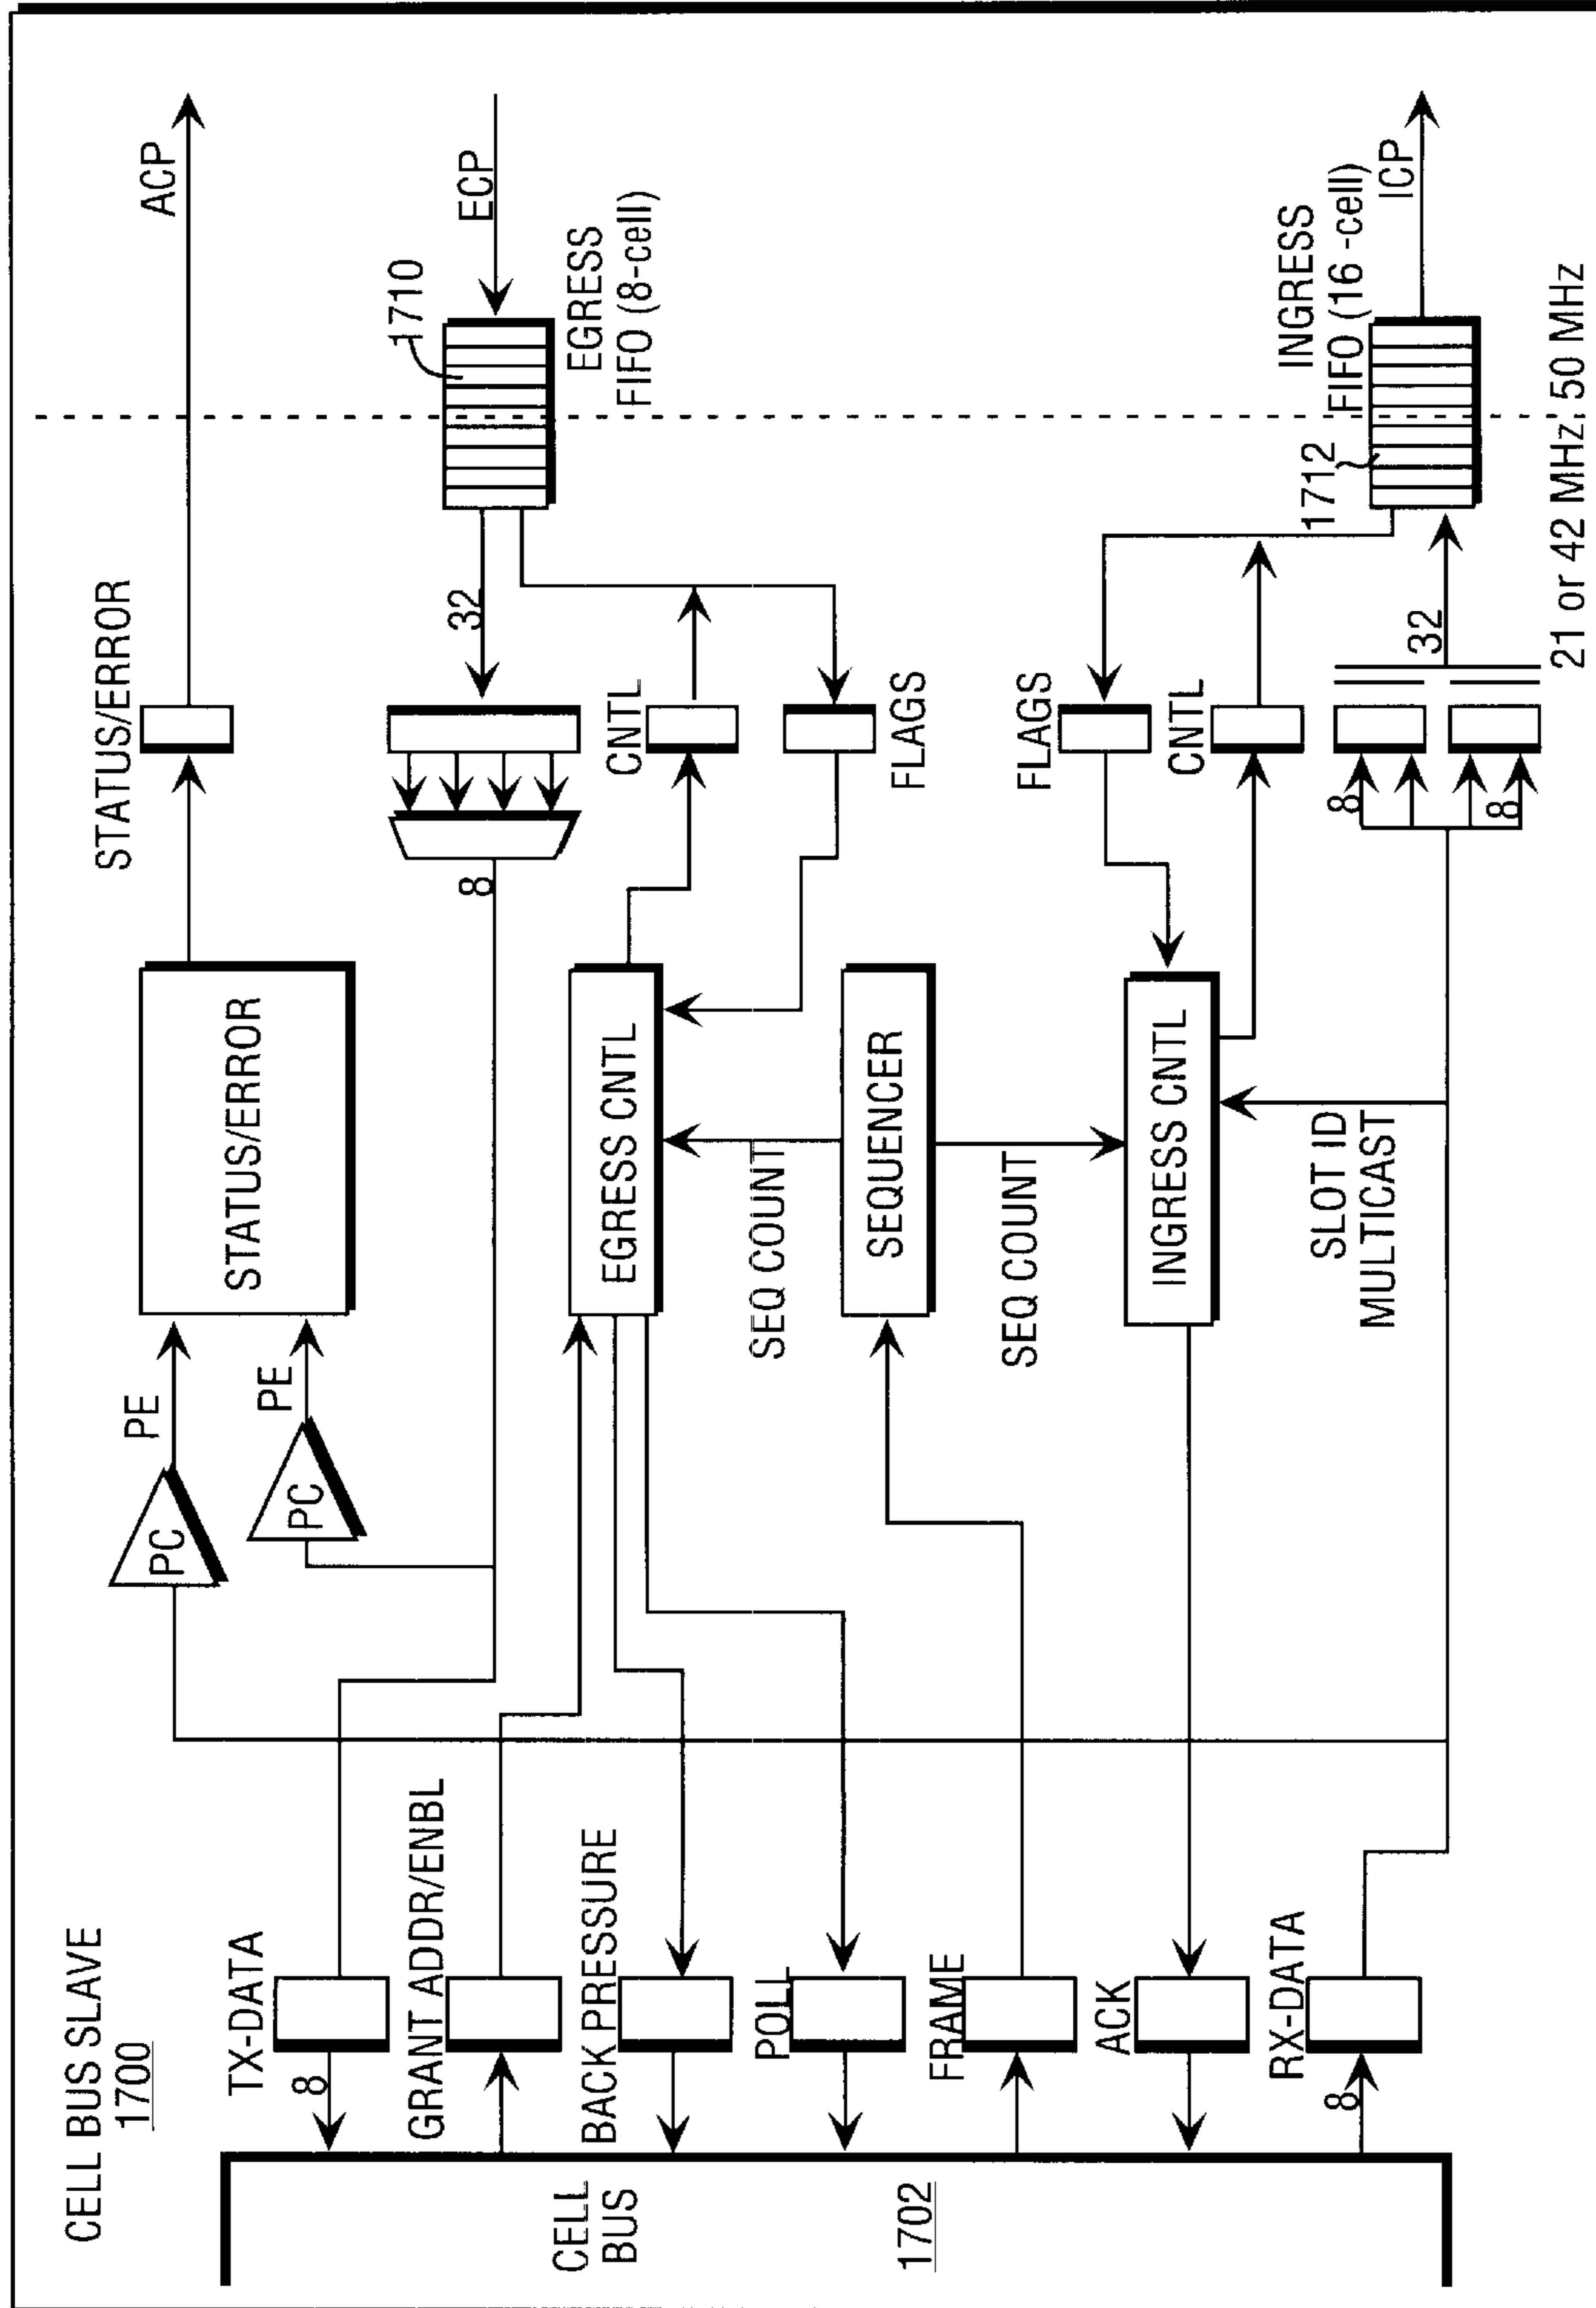 CELL BUS SLAVE
1700
CELL
BUS
1702
TX-DATA
8
GRANT ADDR/ENBL
BACK PRESSURE
POLL
FRAME
ACK
RX-DATA
8
PC
PE
PC
PE
STATUS/ERROR
STATUS/ERROR
ACP
8
32
1710
ECP
EGRESS
FIFO (8-cell)
EGRESS CNTL
CNTL
FLAGS
SEQ COUNT
SEQUENCER
SEQ COUNT
INGRESS CNTL
FLAGS
CNTL
SLOT ID
MULTICAST
8
8
32
1712
INGRESS
FIFO (16 -cell)
ICP
21 or 42 MHz
50 MHz